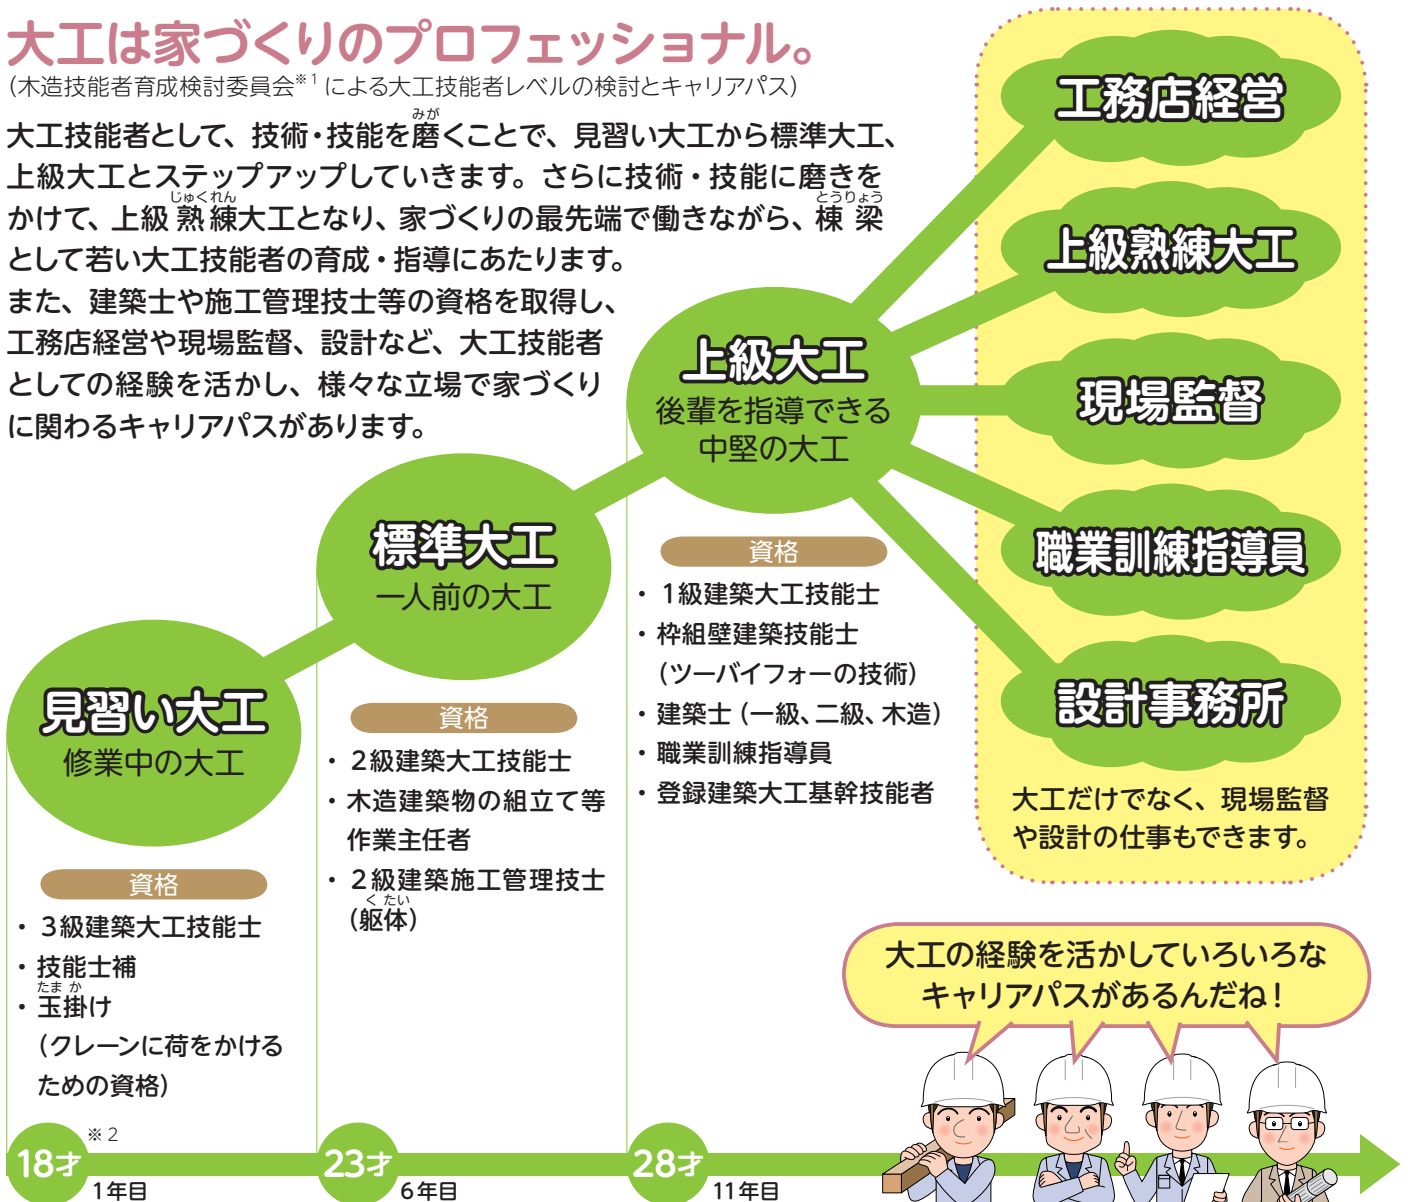 大工は家づくりのプロフェッショナル。
(木造技能者育成検討委員会※1 による大工技能者レベルの検討とキャリアパス)
大工技能者として、技術・技能を磨くことで、見習い大工から標準大工、
みが
上級大工とステップアップしていきます。さらに技術・技能に磨きを
かけて、上級熟練大工となり、家づくりの最先端で働きながら、棟梁
じゅくれん
とうりょう
として若い大工技能者の育成・指導にあたります。
また、建築士や施工管理技士等の資格を取得し、
工務店経営や現場監督、設計など、大工技能者
としての経験を活かし、様々な立場で家づくり
に関わるキャリアパスがあります。
見習い大工
修業中の大工
資格
・3級建築大工技能士
・技能士補
・玉掛け
たま か
(クレーンに荷をかける
ための資格)
標準大工
一人前の大工
資格
・2級建築大工技能士
・木造建築物の組立て等
作業主任者
・2級建築施工管理技士
(躯体)
く たい
上級大工
後輩を指導できる
中堅の大工
資格
・1級建築大工技能士
・枠組壁建築技能士
(ツーバイフォーの技術)
・建築士(一級、二級、木造)
・職業訓練指導員
・登録建築大工基幹技能者
工務店経営
上級熟練大工
現場監督
職業訓練指導員
設計事務所
大工だけでなく、現場監督
や設計の仕事もできます。
大工の経験を活かしていろいろな
キャリアパスがあるんだね!
18才
※2
1年目
23才
6年目
28才
11年目